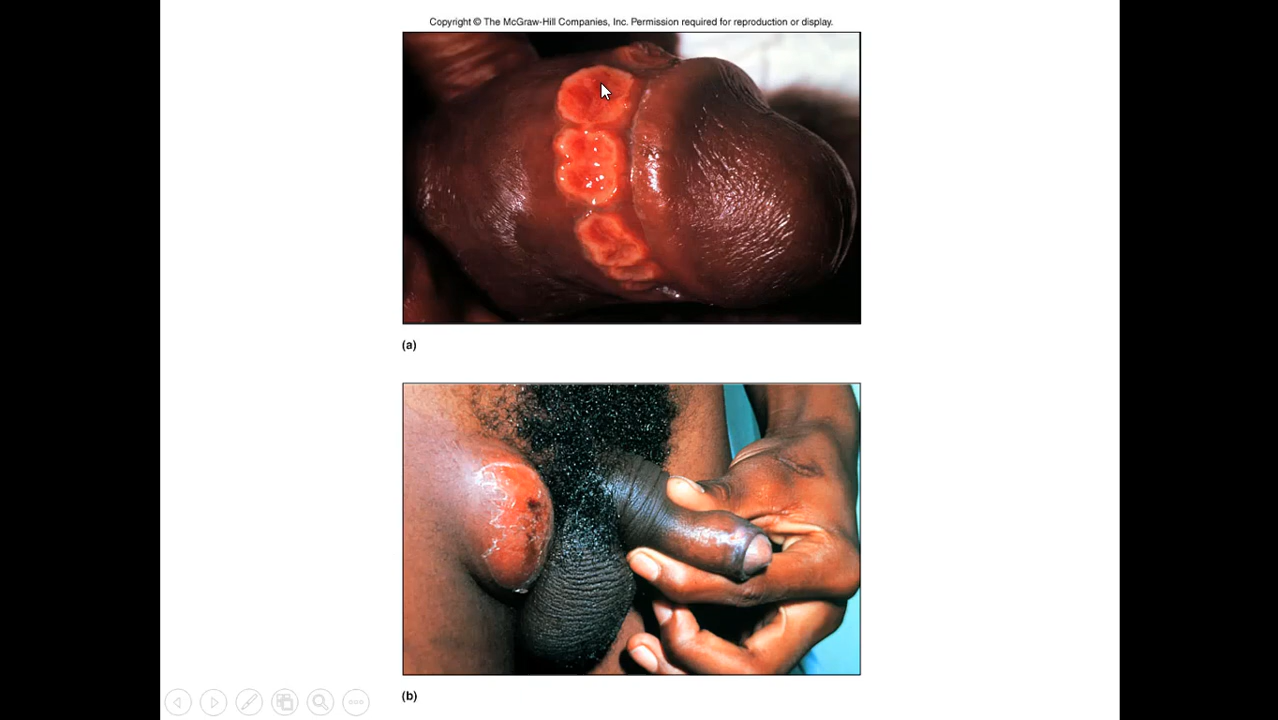 Copyright © The McGraw-Hill Companies, Inc. Permission required for reproduction or display.
(a)
(b)